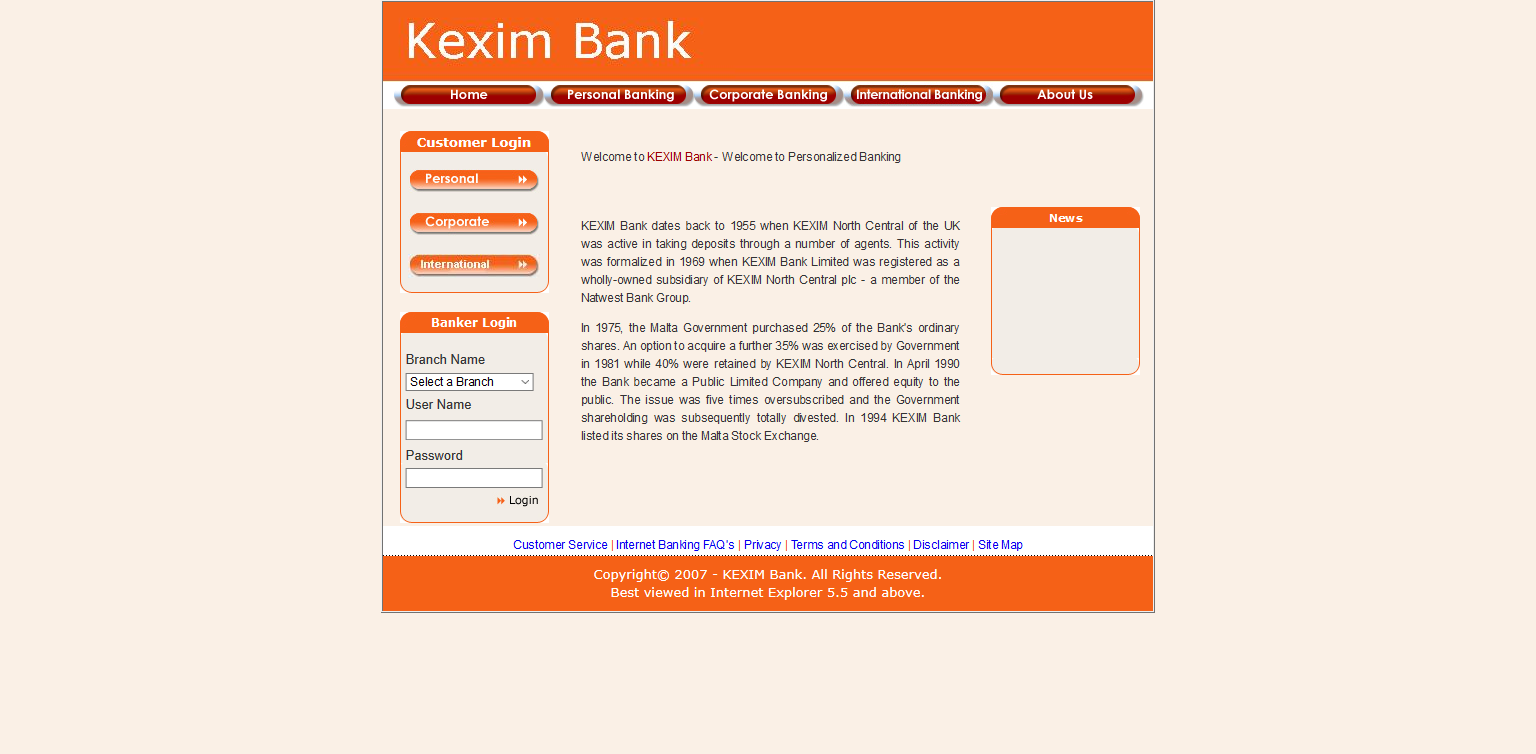 Kexim Bank
Home
Personal Banking
Corporate Banking
International Banking
About Us
Customer Login
Personal
Corporate
International
Banker Login
Branch Name
Select a Branch
User Name
Password
Login
Welcome to KEXIM Bank - Welcome to Personalized Banking
KEXIM Bank dates back to 1955 when KEXIM North Central of the UK
was active in taking deposits through a number of agents. This activity
was formalized in 1969 when KEXIM Bank Limited was registered as a
wholly-owned subsidiary of KEXIM North Central plc - a member of the
Natwest Bank Group.
In 1975, the Malta Government purchased 25% of the Bank's ordinary
shares. An option to acquire a further 35% was exercised by Government
in 1981 while 40% were retained by KEXIM North Central. In April 1990
the Bank became a Public Limited Company and offered equity to the
public. The issue was five times oversubscribed and the Government
shareholding was subsequently totally divested. In 1994 KEXIM Bank
listed its shares on the Malta Stock Exchange.
News
Customer Service | Internet Banking FAQ's | Privacy | Terms and Conditions | Disclaimer | Site Map
Copyright© 2007 - KEXIM Bank. All Rights Reserved.
Best viewed in Internet Explorer 5.5 and above.